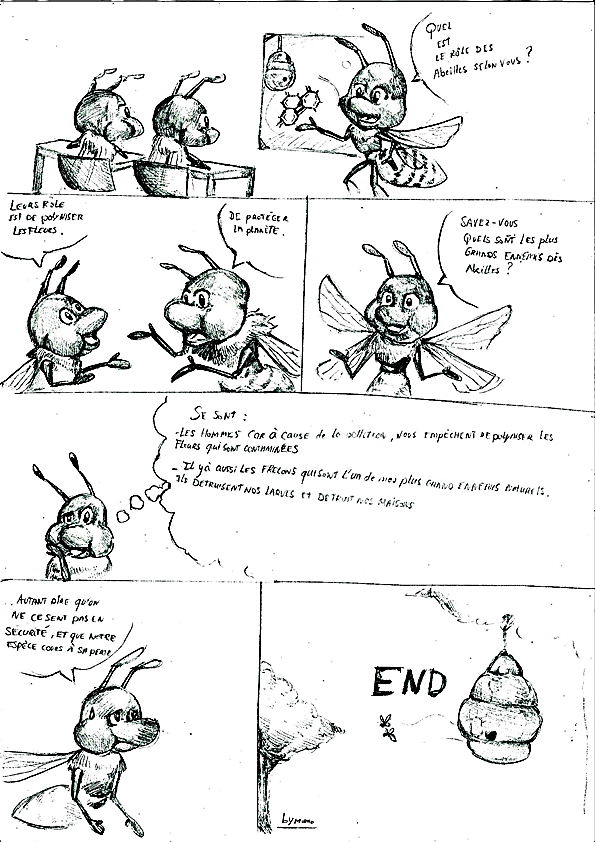 QUEL
EST
LE RÔLE DES
Abeilles SELON VOUS ?
LEURS RÔLE
EST DE polyNISER
LES FLEURS.
DE PROTÉGER
la planète.
SAVEZ-VOUS
QUELS SONT LES plus
GRANDS ENNEMIS DES
Abeilles ?
SE SONT :
-LES HOMMES CAR À CAUSE de la pollution, NOUS EMPÊCHENT DE polyNISER LES
FLEURS QUI SONT CONTAMINÉES
- Il y à AUSSI LES FRELONS QUI SONT L'UN de mes plus GRAND ENNEMIS NATURELS.
Ils DETRUISENT NOS LARVES ET DÉTRUIT NOS MAISONS
. AUTANT DIRE QU'ON
NE CE SENT PAS EN
SÉCURITÉ, ET QUE NOTRE
ESPÈCE COURS À SA PERTE
END
by